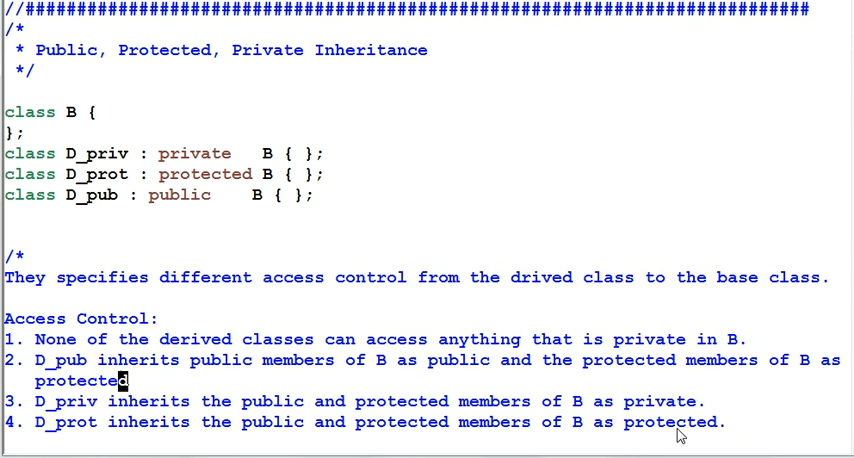 //############################################################################
/*
 * Public, Protected, Private Inheritance
 */
class B {
};
class D_priv : private   B { };
class D_prot : protected B { };
class D_pub : public    B { };
/*
They specifies different access control from the drived class to the base class.
Access Control:
1. None of the derived classes can access anything that is private in B.
2. D_pub inherits public members of B as public and the protected members of B as
   protected
3. D_priv inherits the public and protected members of B as private.
4. D_prot inherits the public and protected members of B as protected.